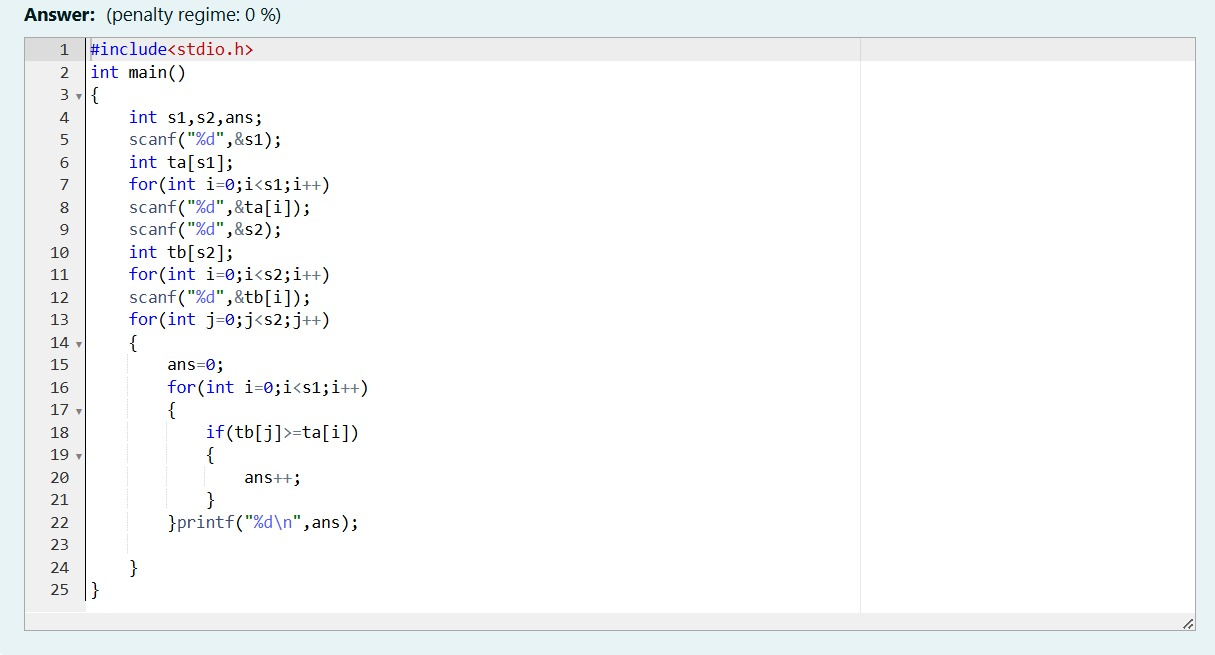 Answer: (penalty regime: 0 %)
1 #include<stdio.h>
2 int main()
3 {
4     int s1,s2,ans;
5     scanf("%d",&s1);
6     int ta[s1];
7     for(int i=0;i<s1;i++)
8     scanf("%d",&ta[i]);
9     scanf("%d",&s2);
10     int tb[s2];
11     for(int i=0;i<s2;i++)
12     scanf("%d",&tb[i]);
13     for(int j=0;j<s2;j++)
14     {
15         ans=0;
16         for(int i=0;i<s1;i++)
17         {
18             if(tb[j]>=ta[i])
19             {
20                 ans++;
21             }
22         }printf("%d\n",ans);
23
24     }
25 }